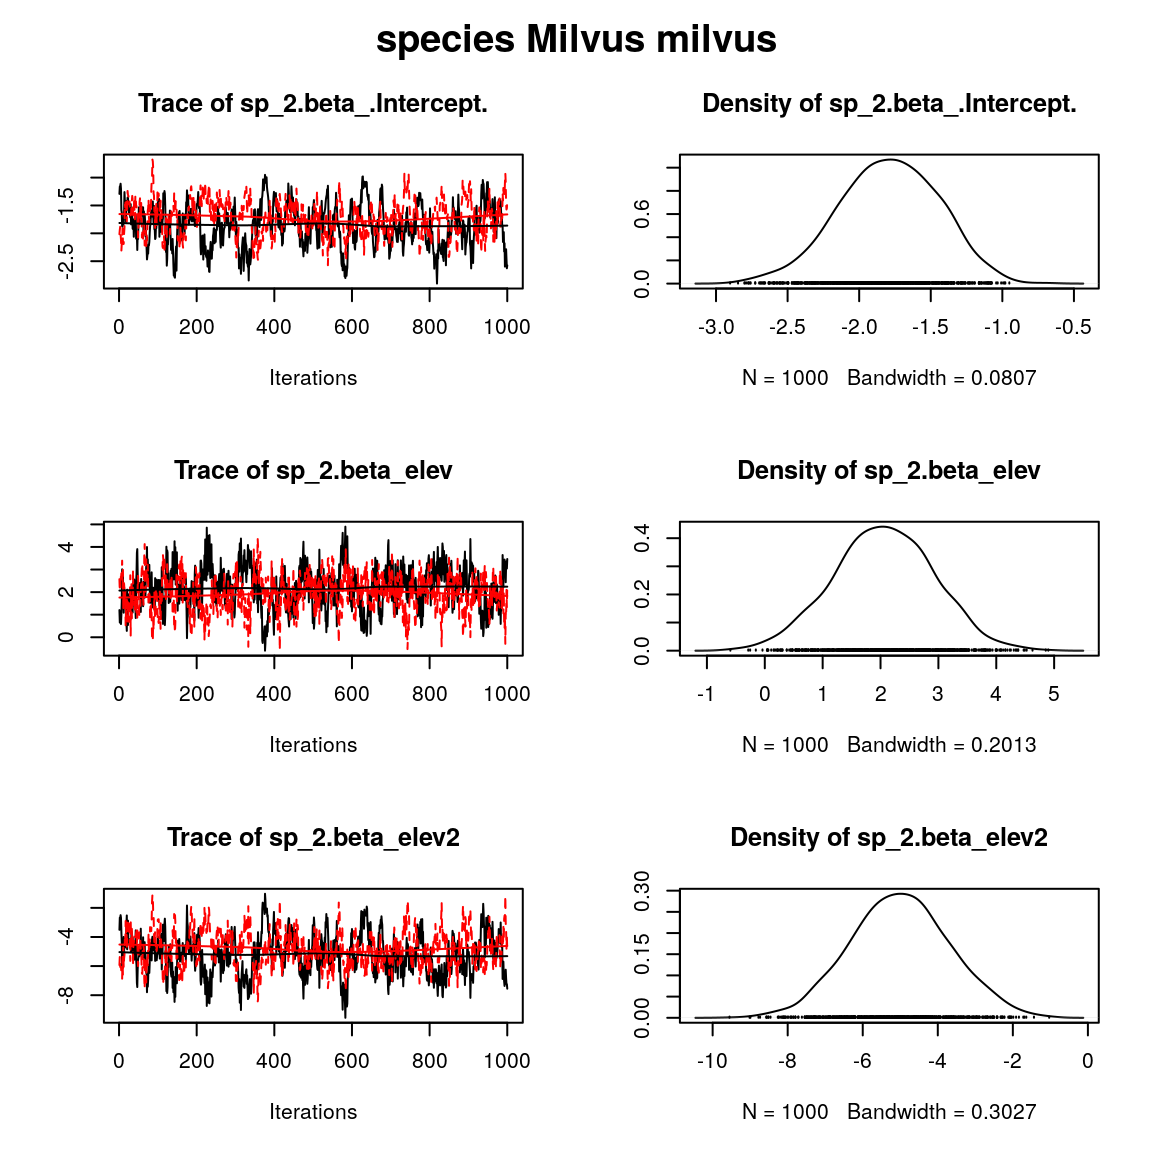 species Milvus milvus
Trace of sp_2.beta_.Intercept.
-1.5
-2.5
0 200 400 600 800 1000
Iterations
Density of sp_2.beta_.Intercept.
0.6
0.0
-3.0 -2.5 -2.0 -1.5 -1.0 -0.5
N = 1000 Bandwidth = 0.0807
Trace of sp_2.beta_elev
4
2
0
0 200 400 600 800 1000
Iterations
Density of sp_2.beta_elev
0.4
0.2
0.0
-1 0 1 2 3 4 5
N = 1000 Bandwidth = 0.2013
Trace of sp_2.beta_elev2
-4
-8
0 200 400 600 800 1000
Iterations
Density of sp_2.beta_elev2
0.30
0.15
0.00
-10 -8 -6 -4 -2 0
N = 1000 Bandwidth = 0.3027